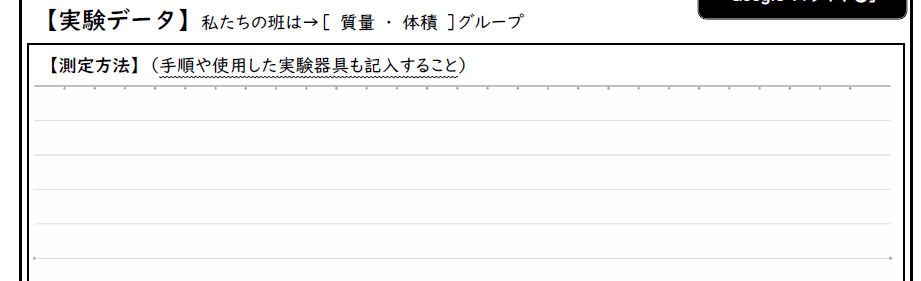 【実験データ】私たちの班は→[ 質量 ・ 体積 ]グループ
【測定方法】（手順や使用した実験器具も記入すること）